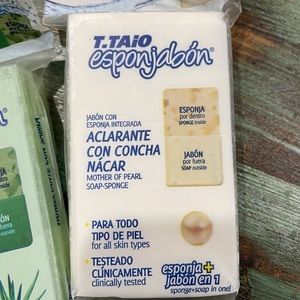 T.TAiO
esponjabón®
JABÓN CON
ESPONJA INTEGRADA
ACLARANTE
CON CONCHA
NÁCAR
MOTHER OF PEARL
SOAP-SPONGE
ESPONJA
por dentro
SPONGE inside
JABÓN
por fuera
SOAP outside
• PARA TODO
TIPO DE PIEL
for all skin types
• TESTEADO
CLÍNICAMENTE
clinically tested
esponja +
jabón en 1
sponge+soap in one!